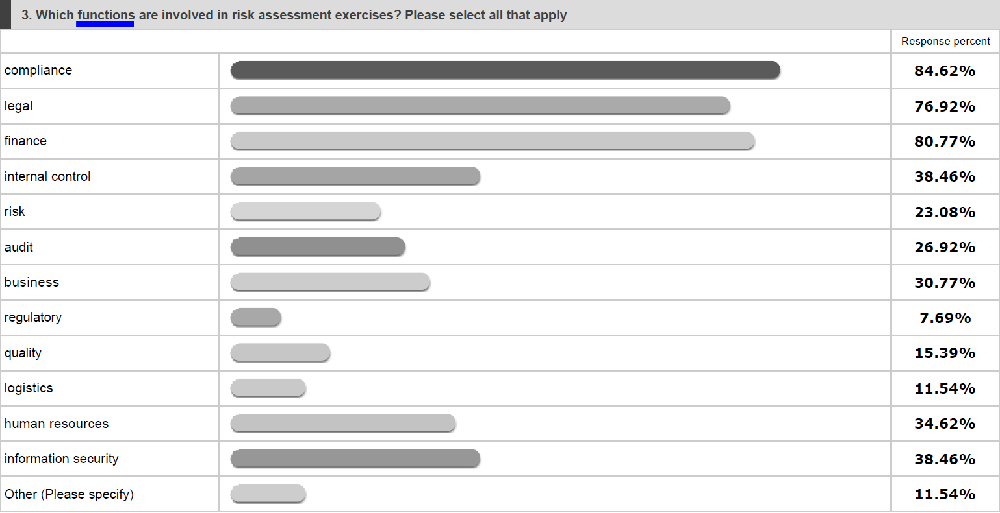 3. Which functions are involved in risk assessment exercises? Please select all that apply
Response percent
compliance 84.62%
legal 76.92%
finance 80.77%
internal control 38.46%
risk 23.08%
audit 26.92%
business 30.77%
regulatory 7.69%
quality 15.39%
logistics 11.54%
human resources 34.62%
information security 38.46%
Other (Please specify) 11.54%